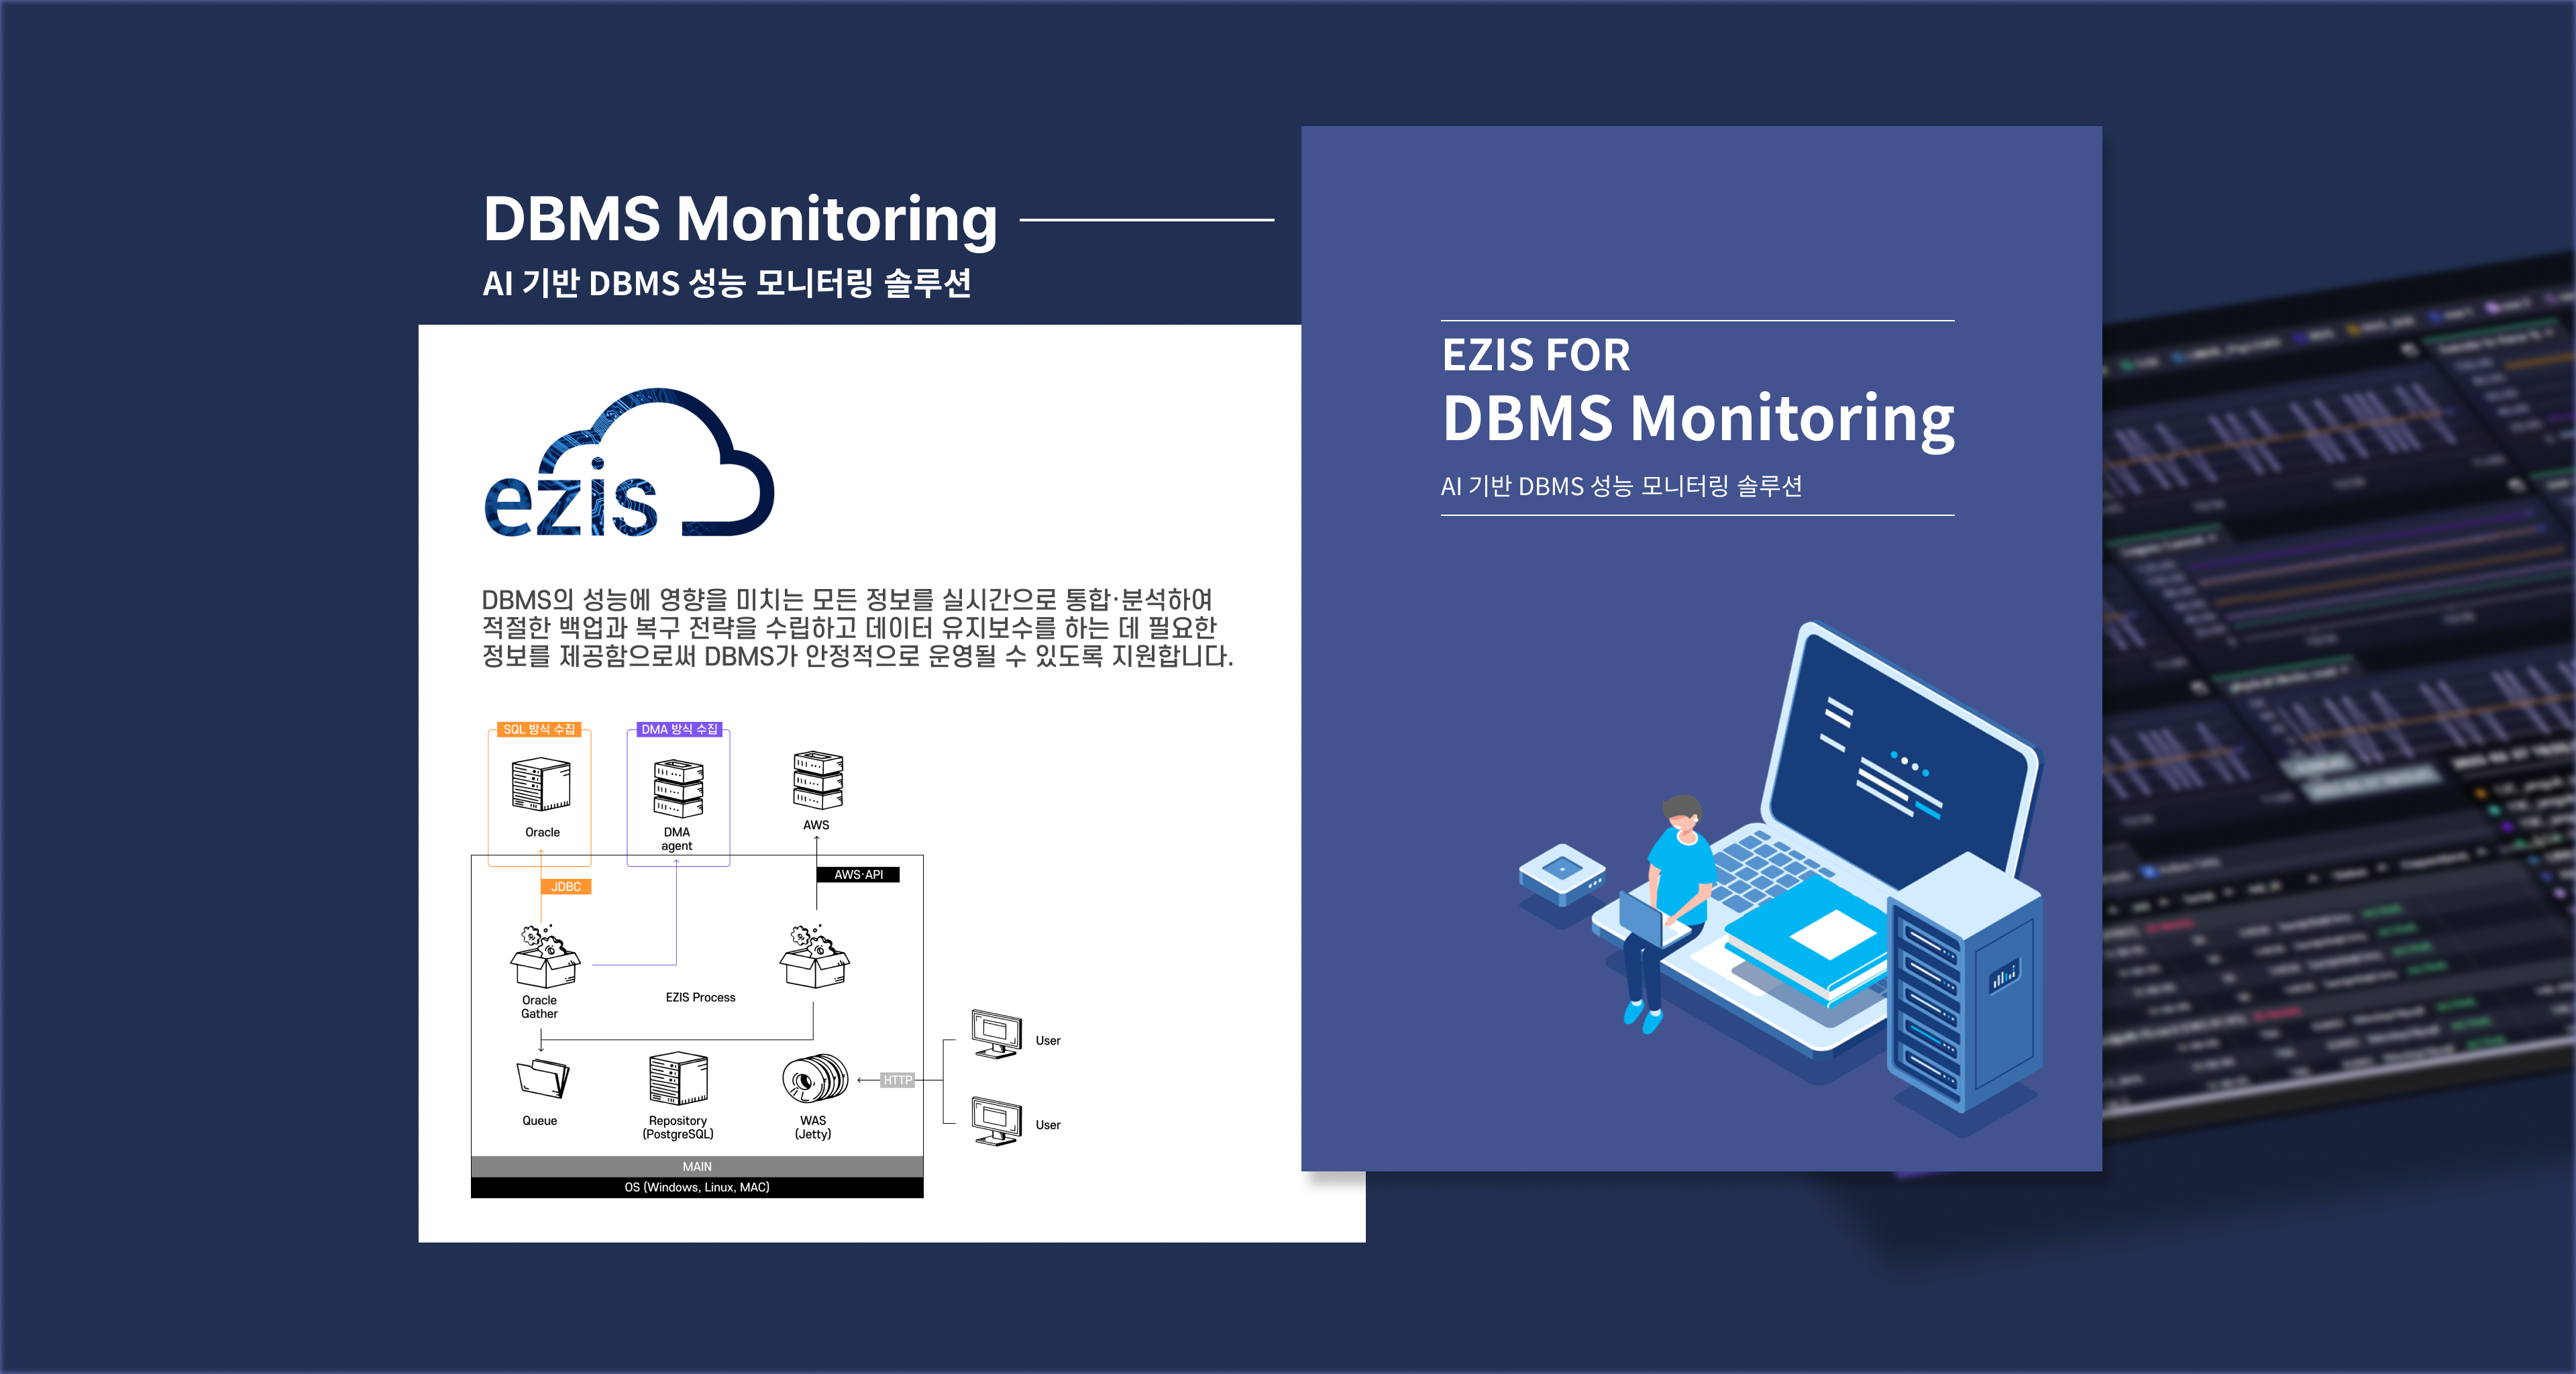 DBMS Monitoring
AI 기반 DBMS 성능 모니터링 솔루션
ezis
DBMS의 성능에 영향을 미치는 모든 정보를 실시간으로 통합·분석하여
적절한 백업과 복구 전략을 수립하고 데이터 유지보수를 하는 데 필요한
정보를 제공함으로써 DBMS가 안정적으로 운영될 수 있도록 지원합니다.
SQL 방식 수집
DMA 방식 수집
Oracle
DMA
agent
AWS
JDBC
AWS·API
Oracle
Gather
EZIS Process
Queue
Repository
(PostgreSQL)
WAS
(Jetty)
HTTP
User
User
MAIN
OS (Windows, Linux, MAC)
EZIS FOR
DBMS Monitoring
AI 기반 DBMS 성능 모니터링 솔루션